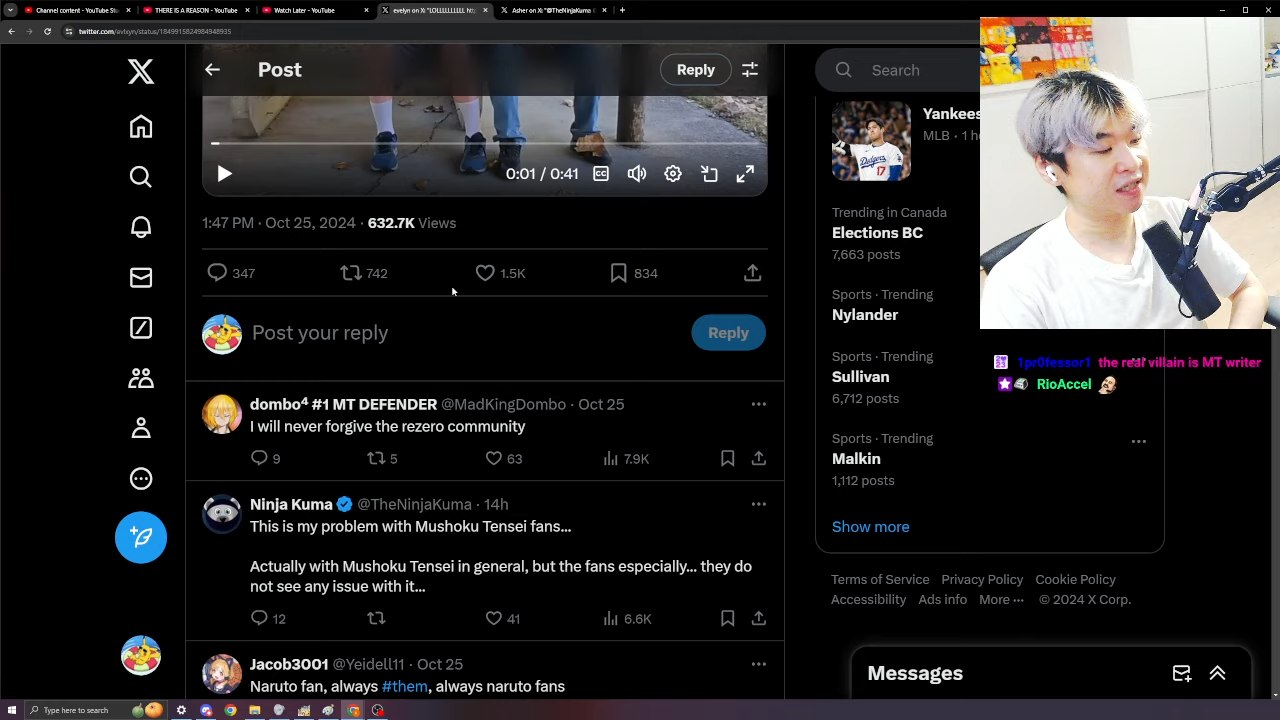 Channel content - YouTube Stu
THERE IS A REASON - YouTube
Watch Later - YouTube
evelyn on X: "LOLLLLLLLLLLL ht
Asher on X: "@TheNinjaKuma
twitter.com/evlxyn/status/1849915824984948935
Post
Reply
Search
0:01 / 0:41
CC
1:47 PM · Oct 25, 2024 · 632.7K Views
347
742
1.5K
834
Post your reply
Reply
dombo⁴ #1 MT DEFENDER @MadKingDombo · Oct 25
I will never forgive the rezero community
9
5
63
7.9K
Ninja Kuma @TheNinjaKuma · 14h
This is my problem with Mushoku Tensei fans...
Actually with Mushoku Tensei in general, but the fans especially... they do
not see any issue with it...
12
41
6.6K
Jacob3001 @Yeidell11 · Oct 25
Naruto fan, always #them, always naruto fans
Dodgers
17
Yankees
MLB · 1 h
Trending in Canada
Elections BC
7,663 posts
Sports · Trending
Nylander
Sports · Trending
Sullivan
6,712 posts
Sports · Trending
Malkin
1,112 posts
Show more
Terms of Service Privacy Policy Cookie Policy
Accessibility Ads info More ··· © 2024 X Corp.
Messages
1pr0fessor1 the real villain is MT writer
RioAccel
Type here to search